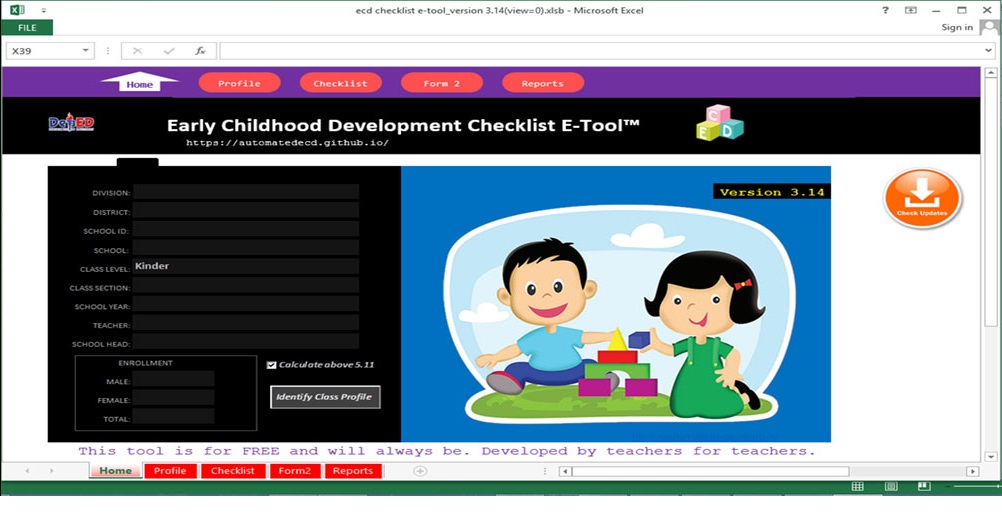 ecd checklist e-tool_version 3.14(view=0).xlsb - Microsoft Excel
FILE
Sign in
X39
fx
Home
Profile
Checklist
Form 2
Reports
DepED
Early Childhood Development Checklist E-Tool™
https://automatedecd.github.io/
E C D
Version 3.14
Check Updates
DIVISION:
DISTRICT:
SCHOOL ID:
SCHOOL:
CLASS LEVEL: Kinder
CLASS SECTION:
SCHOOL YEAR:
TEACHER:
SCHOOL HEAD:
ENROLLMENT
MALE:
FEMALE:
TOTAL:
Calculate above 5.11
Identify Class Profile
This tool is for FREE and will always be. Developed by teachers for teachers.
Home
Profile
Checklist
Form2
Reports